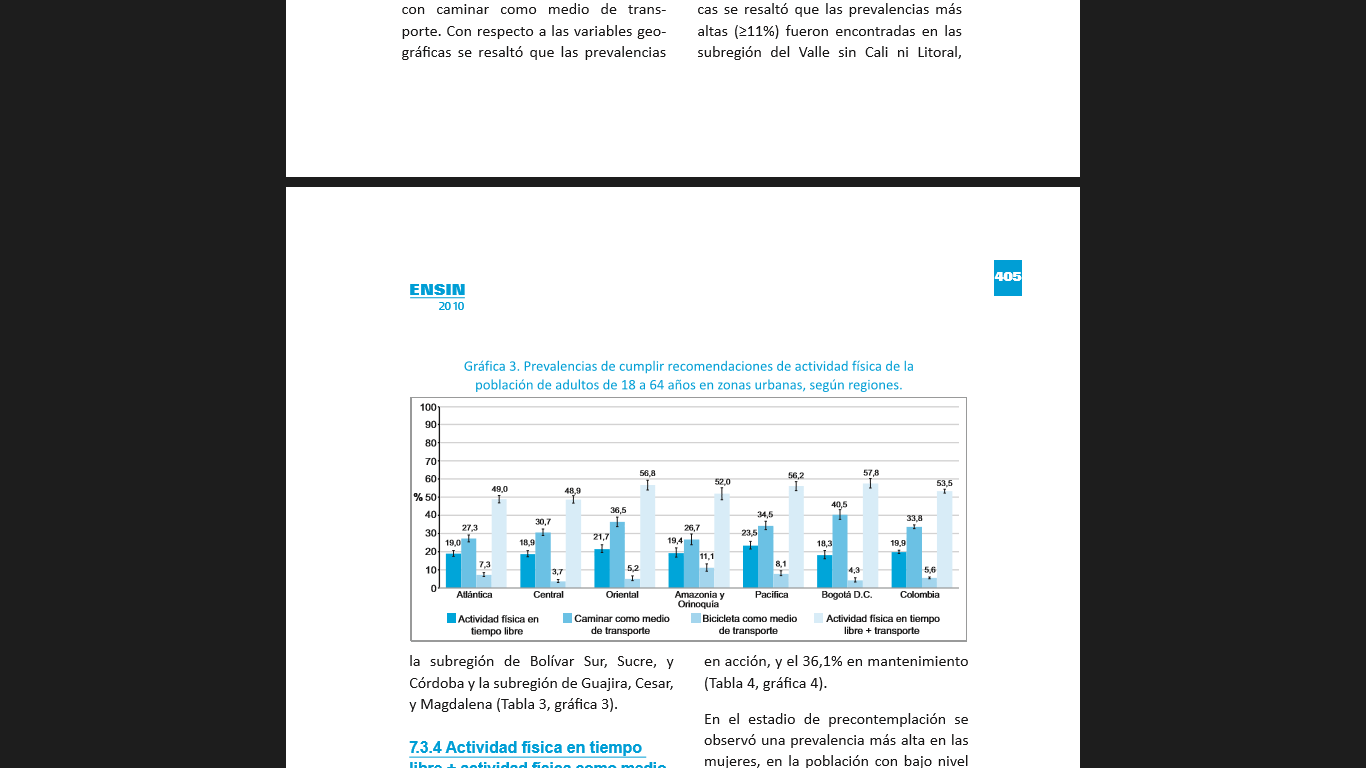 con caminar como medio de trans-
porte. Con respecto a las variables geo-
gráficas se resaltó que las prevalencias
cas se resaltó que las prevalencias más
altas (≥11%) fueron encontradas en las
subregión del Valle sin Cali ni Litoral,
405
ENSIN
2010
Gráfica 3. Prevalencias de cumplir recomendaciones de actividad física de la
población de adultos de 18 a 64 años en zonas urbanas, según regiones.
100
90
80
70
60
% 50
40
30
20
10
0
19,0 27,3 7,3 49,0
18,9 30,7 3,7 48,9
21,7 36,5 5,2 56,8
19,4 26,7 11,1 52,0
23,5 34,5 8,1 56,2
18,3 40,5 4,3 57,8
19,9 33,8 5,6 53,5
Atlántica
Central
Oriental
Amazonía y
Orinoquía
Pacífica
Bogotá D.C.
Colombia
Actividad física en
tiempo libre
Caminar como medio
de transporte
Bicicleta como medio
de transporte
Actividad física en tiempo
libre + transporte
la subregión de Bolívar Sur, Sucre, y
Córdoba y la subregión de Guajira, Cesar,
y Magdalena (Tabla 3, gráfica 3).
7.3.4 Actividad física en tiempo
libre + actividad física como medio
en acción, y el 36,1% en mantenimiento
(Tabla 4, gráfica 4).
En el estadio de precontemplación se
observó una prevalencia más alta en las
mujeres, en la población con bajo nivel